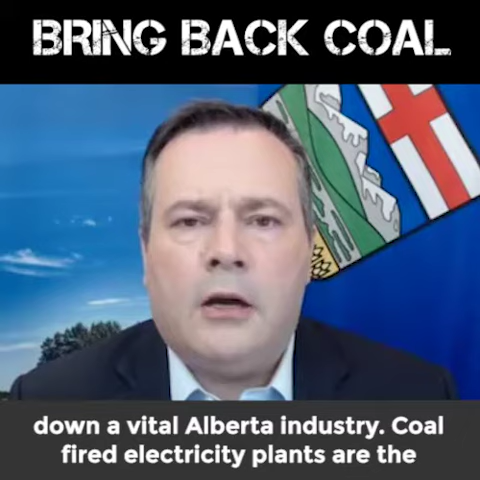 BRING BACK COAL
down a vital Alberta industry. Coal
fired electricity plants are the